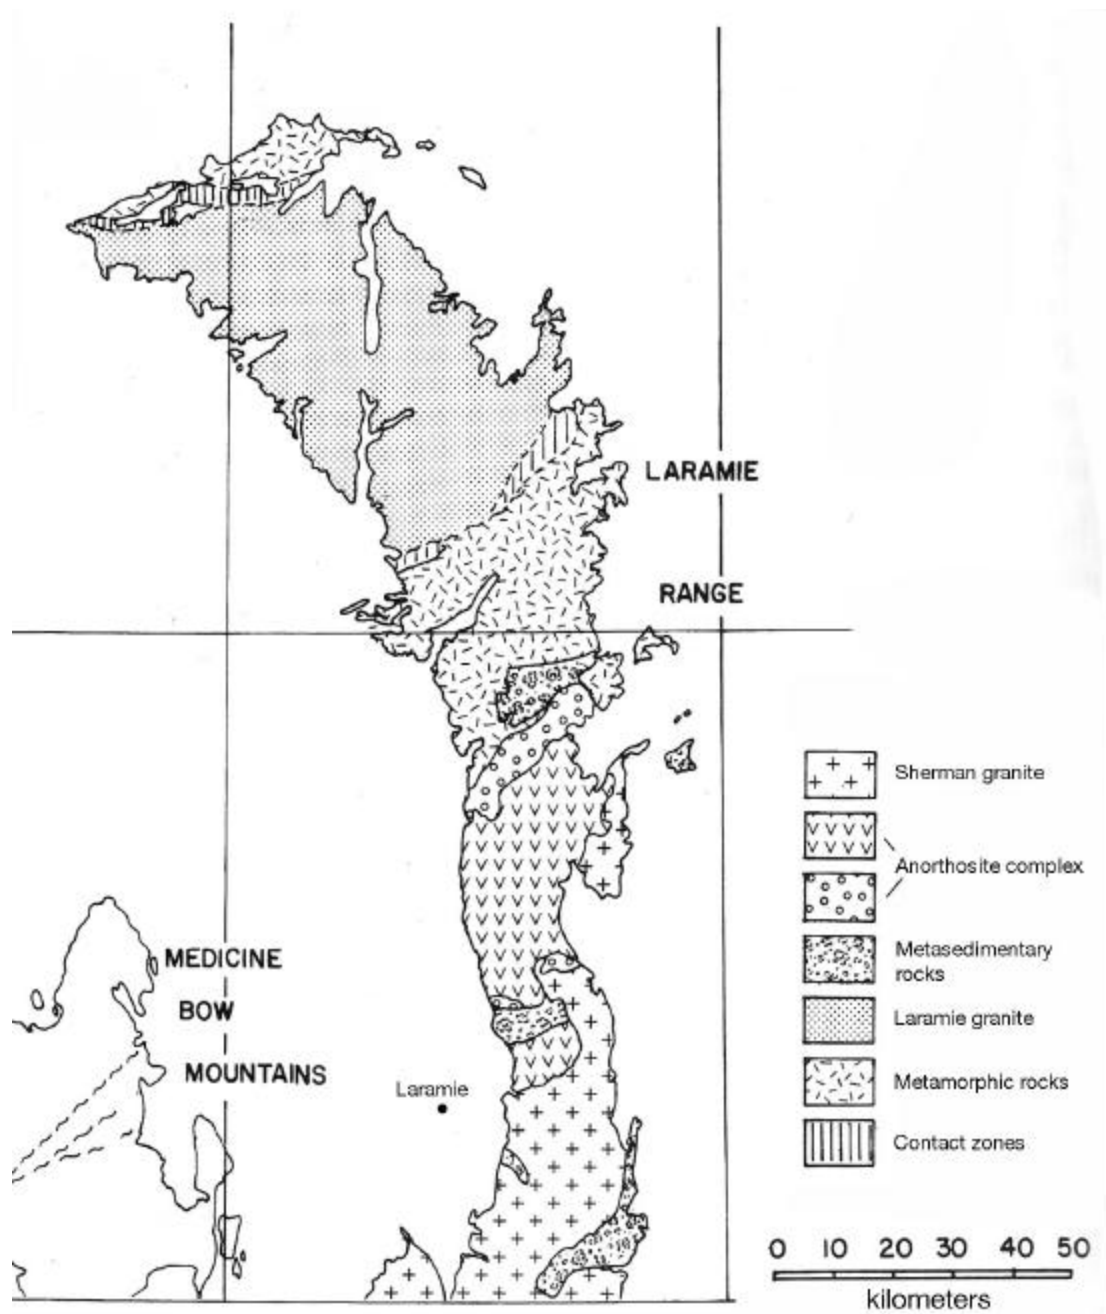 LARAMIE
RANGE
Sherman granite
Anorthosite complex
Metasedimentary
rocks
MEDICINE
BOW
Laramie granite
MOUNTAINS
Laramie
Metamorphic rocks
Contact zones
0 10 20 30 40 50
kilometers